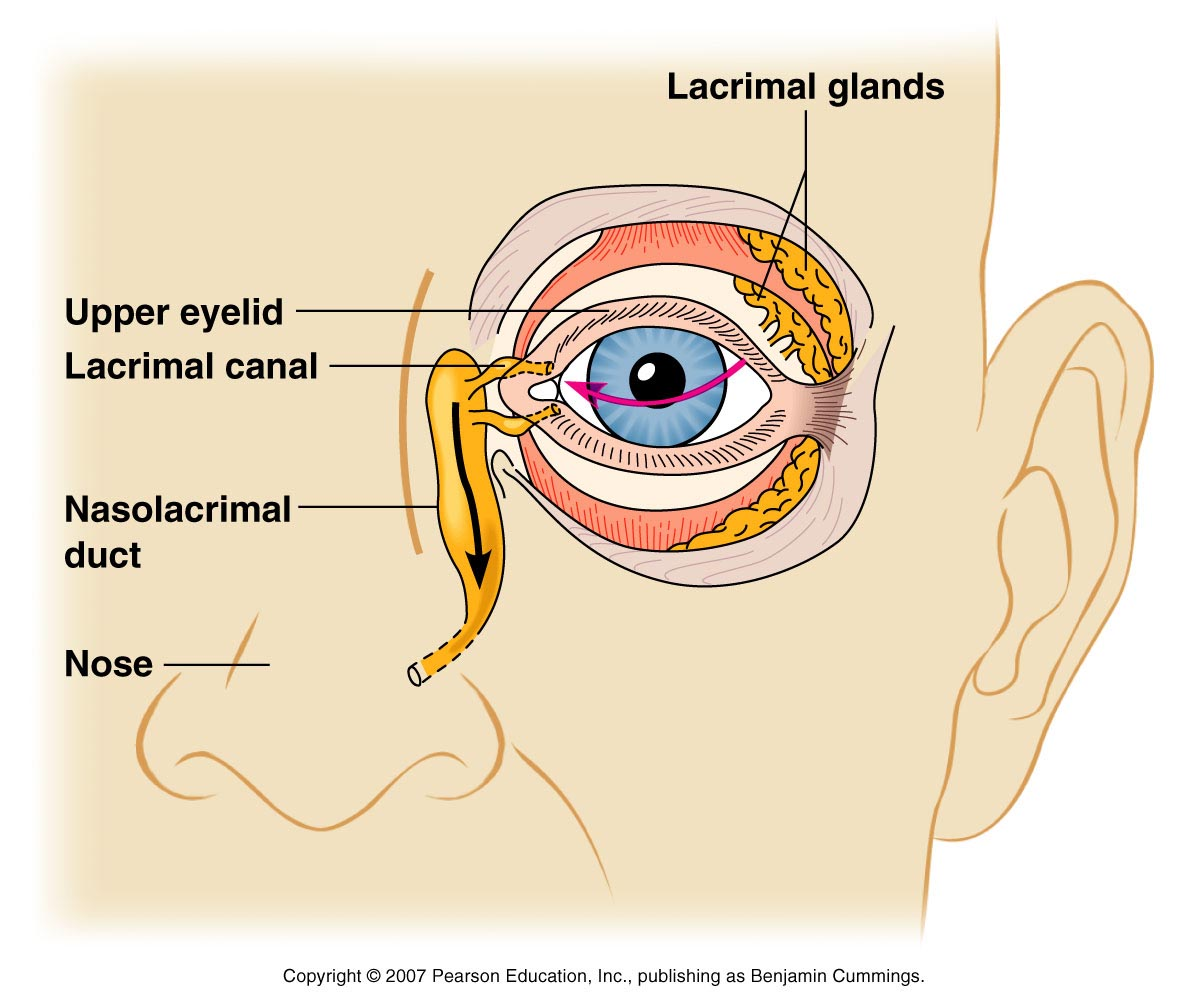 Lacrimal glands
Upper eyelid
Lacrimal canal
Nasolacrimal
duct
Nose
Copyright © 2007 Pearson Education, Inc., publishing as Benjamin Cummings.